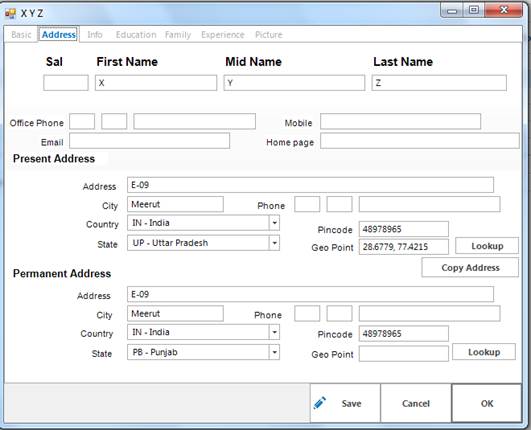 X Y Z
Basic Address Info Education Family Experience Picture
Sal First Name Mid Name Last Name
X Y Z
Office Phone Mobile
Email Home page
Present Address
Address E-09
City Meerut Phone
Country IN - India Pincode 48978965
State UP - Uttar Pradesh Geo Point 28.6779, 77.4215 Lookup
Copy Address
Permanent Address
Address E-09
City Meerut Phone
Country IN - India Pincode 48978965
State PB - Punjab Geo Point Lookup
Save Cancel OK